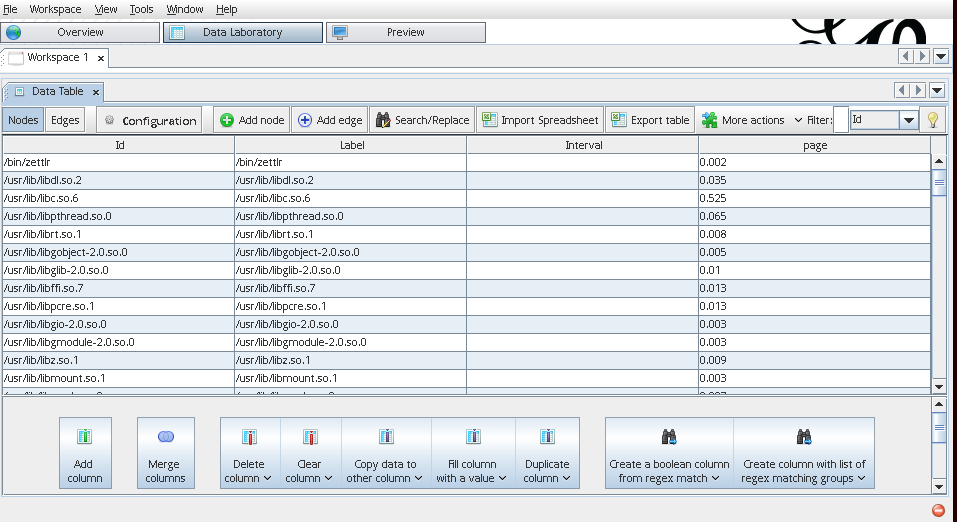 File Workspace View Tools Window Help
Overview Data Laboratory Preview
Workspace 1 x
Data Table x
Nodes Edges Configuration Add node Add edge Search/Replace Import Spreadsheet Export table More actions Filter: Id
Id Label Interval page
/bin/zettlr /bin/zettlr 0.002
/usr/lib/libdl.so.2 /usr/lib/libdl.so.2 0.035
/usr/lib/libc.so.6 /usr/lib/libc.so.6 0.525
/usr/lib/libpthread.so.0 /usr/lib/libpthread.so.0 0.065
/usr/lib/librt.so.1 /usr/lib/librt.so.1 0.008
/usr/lib/libgobject-2.0.so.0 /usr/lib/libgobject-2.0.so.0 0.005
/usr/lib/libglib-2.0.so.0 /usr/lib/libglib-2.0.so.0 0.01
/usr/lib/libffi.so.7 /usr/lib/libffi.so.7 0.013
/usr/lib/libpcre.so.1 /usr/lib/libpcre.so.1 0.013
/usr/lib/libgio-2.0.so.0 /usr/lib/libgio-2.0.so.0 0.003
/usr/lib/libgmodule-2.0.so.0 /usr/lib/libgmodule-2.0.so.0 0.003
/usr/lib/libz.so.1 /usr/lib/libz.so.1 0.009
/usr/lib/libmount.so.1 /usr/lib/libmount.so.1 0.003
Add Merge Delete Clear Copy data to Fill column Duplicate Create a boolean column Create column with list of
column columns column column other column with a value column from regex match regex matching groups